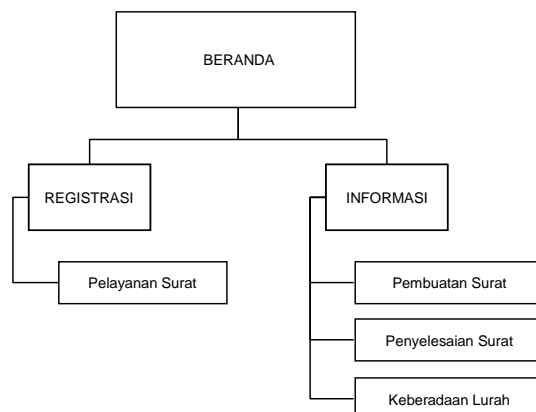 BERANDA
REGISTRASI
INFORMASI
Pelayanan Surat
Pembuatan Surat
Penyelesaian Surat
Keberadaan Lurah